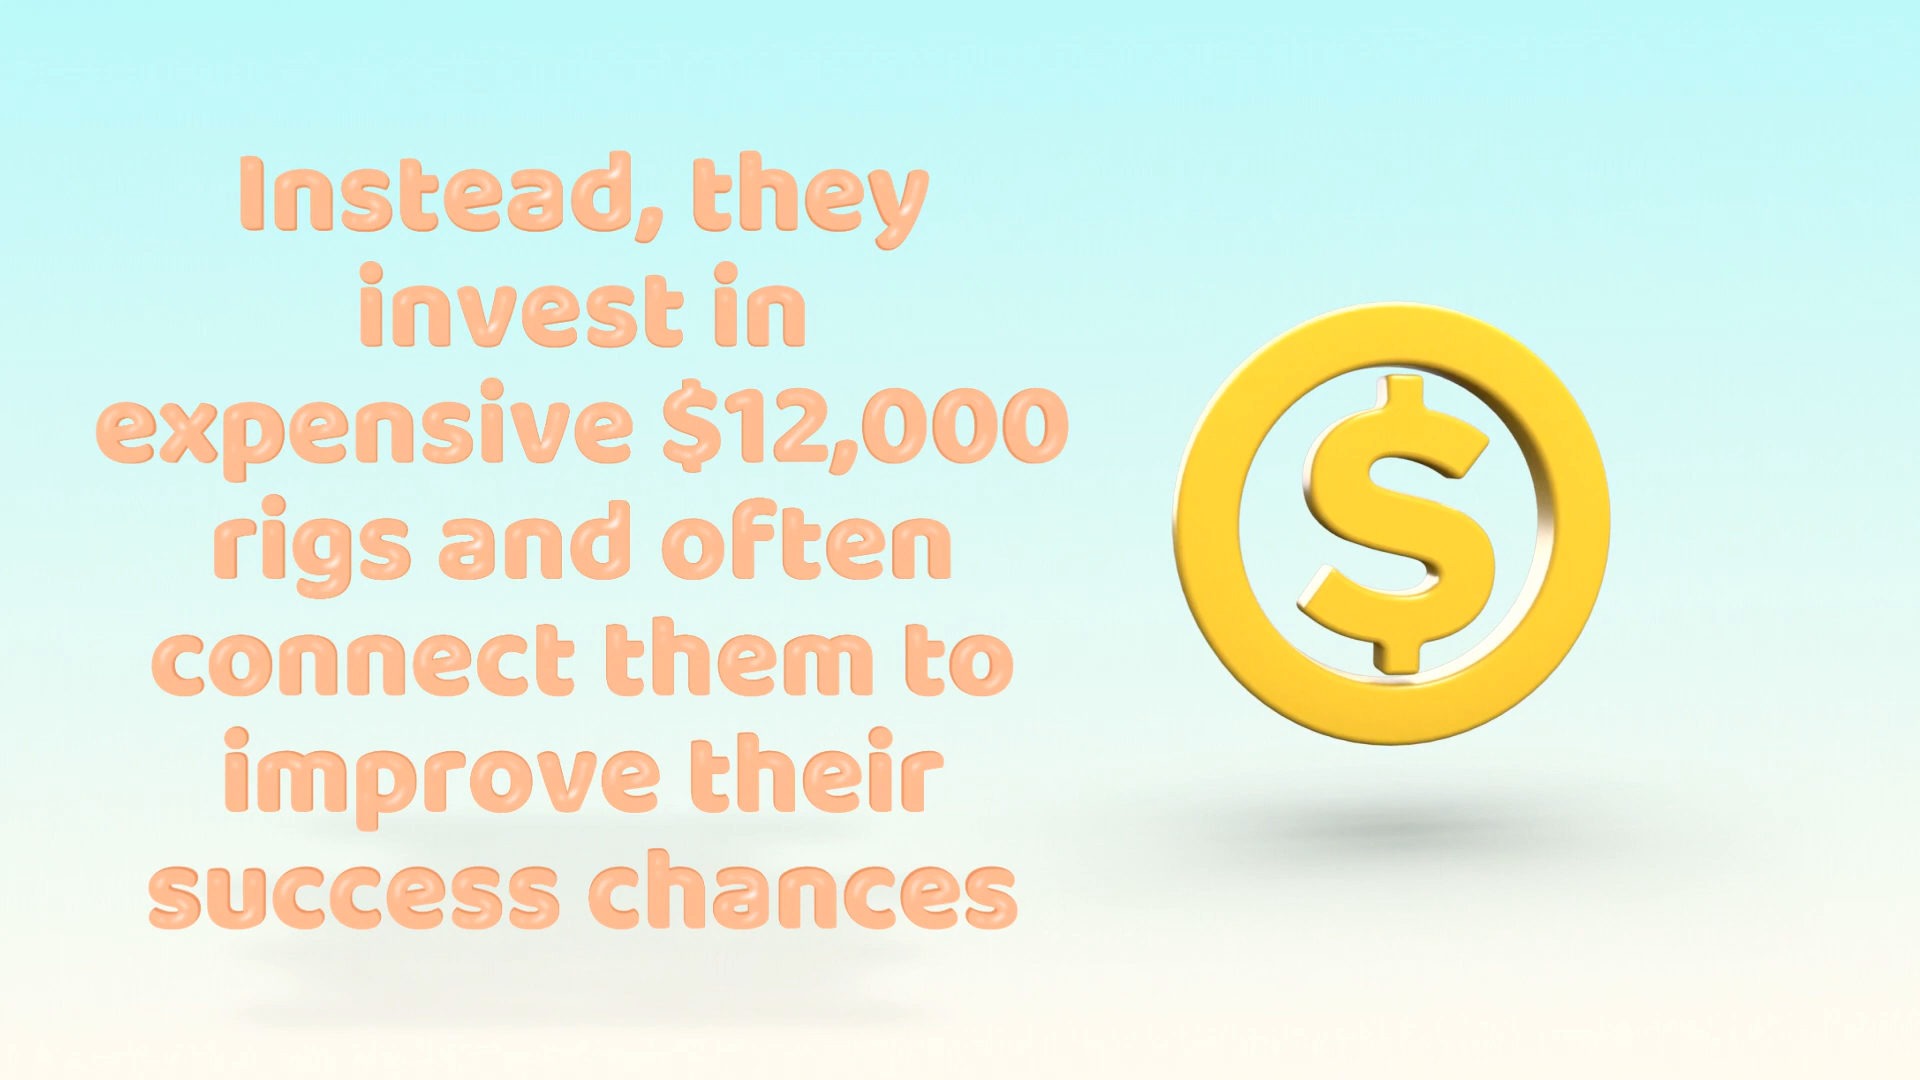 Instead, they
invest in
expensive $12,000
rigs and often
connect them to
improve their
success chances